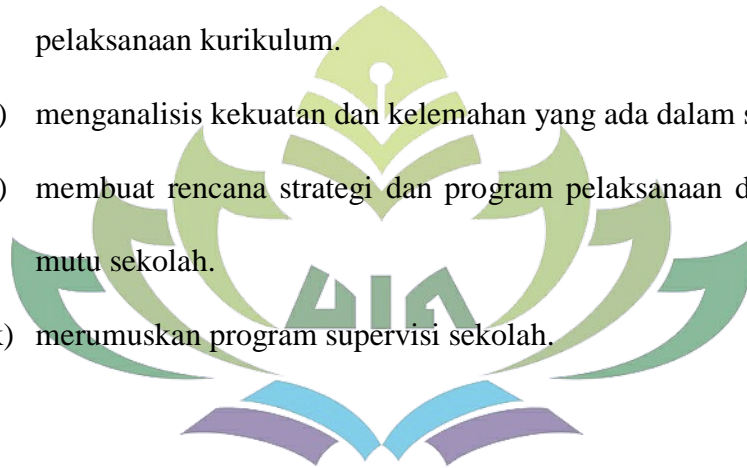 pelaksanaan kurikulum.
) menganalisis kekuatan dan kelemahan yang ada dalam s
) membuat rencana strategi dan program pelaksanaan d
mutu sekolah.
) merumuskan program supervisi sekolah.
UIN